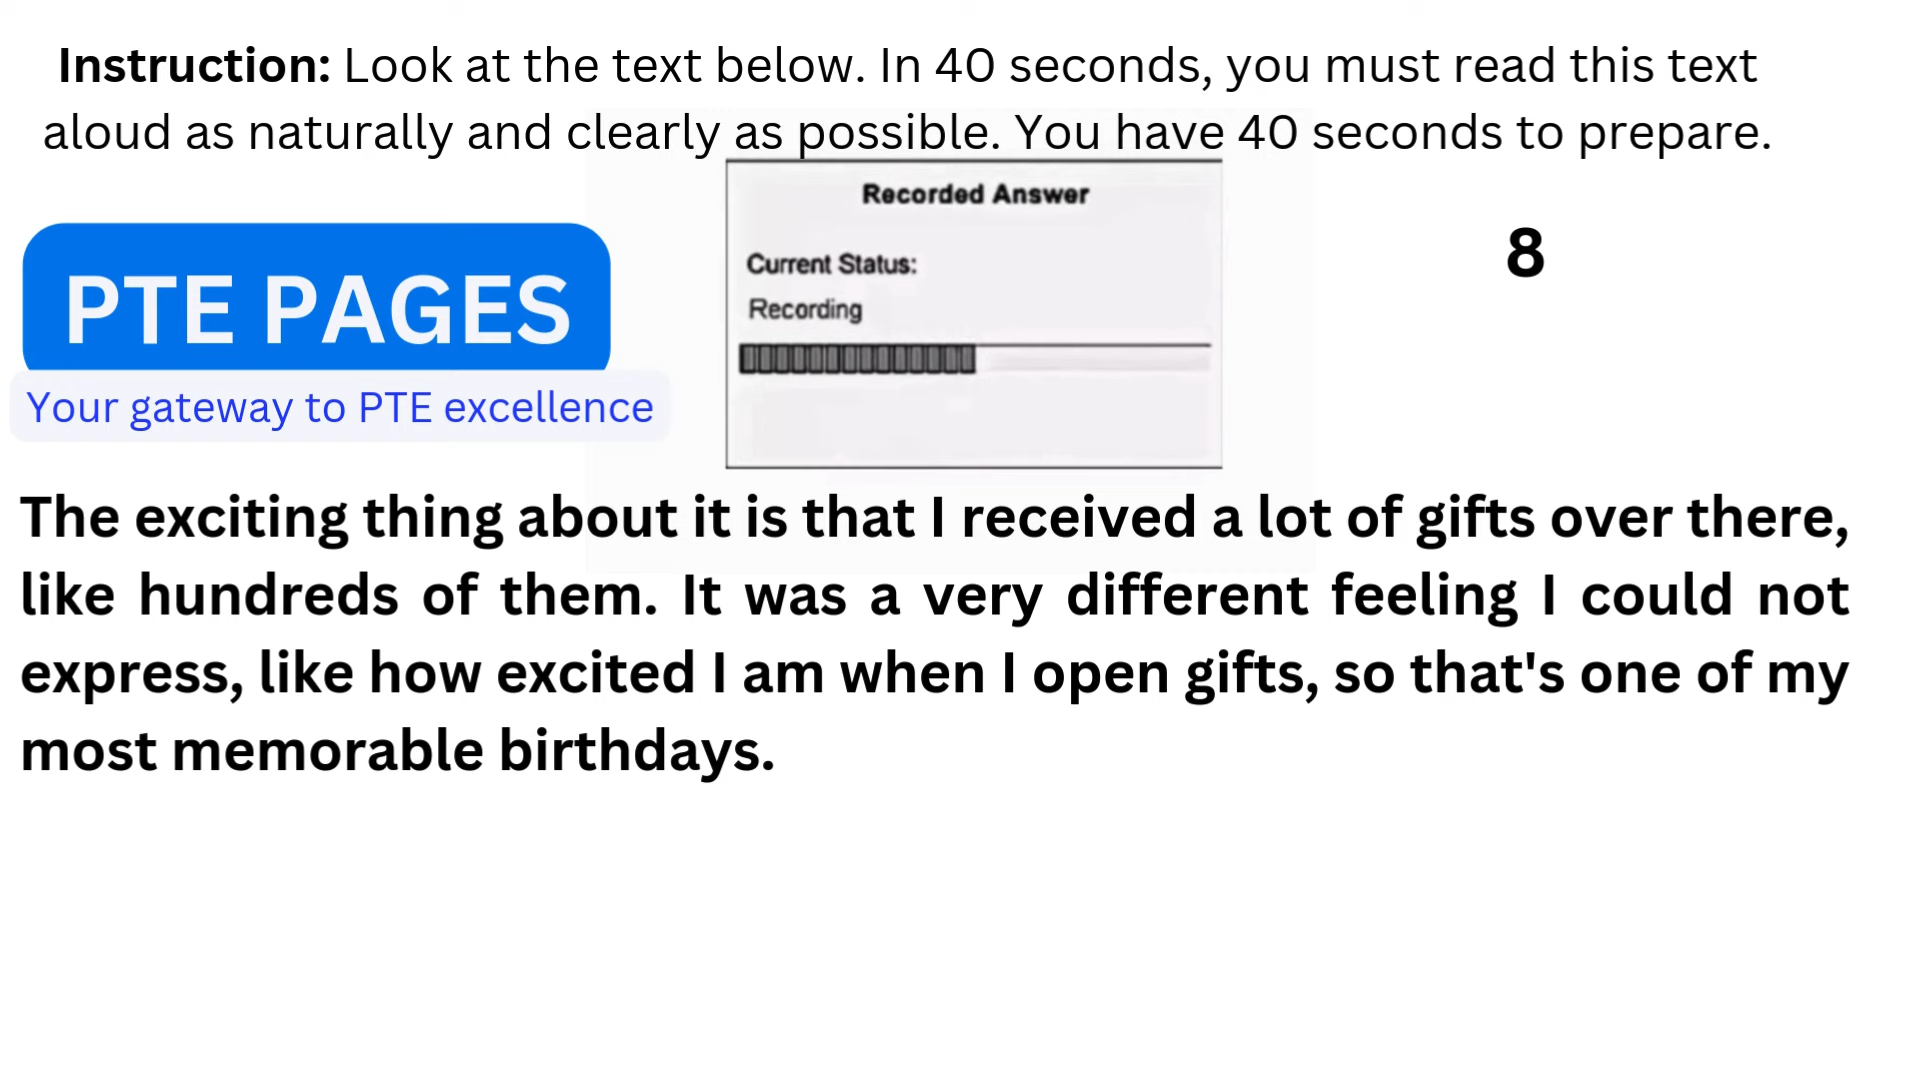 Instruction: Look at the text below. In 40 seconds, you must read this text
aloud as naturally and clearly as possible. You have 40 seconds to prepare.
Recorded Answer
Current Status:
Recording
8
PTE PAGES
Your gateway to PTE excellence
The exciting thing about it is that I received a lot of gifts over there,
like hundreds of them. It was a very different feeling I could not
express, like how excited I am when I open gifts, so that's one of my
most memorable birthdays.